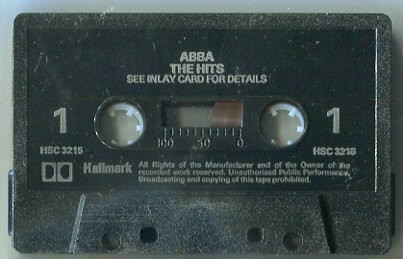 ABBA
THE HITS
SEE INLAY CARD FOR DETAILS
1 1
HSC 3215 HSC 3215
100 50 0
Hallmark
All Rights of the Manufacturer and of the Owner of the
recorded work reserved. Unauthorised Public Performance,
Broadcasting and copying of this tape prohibited.